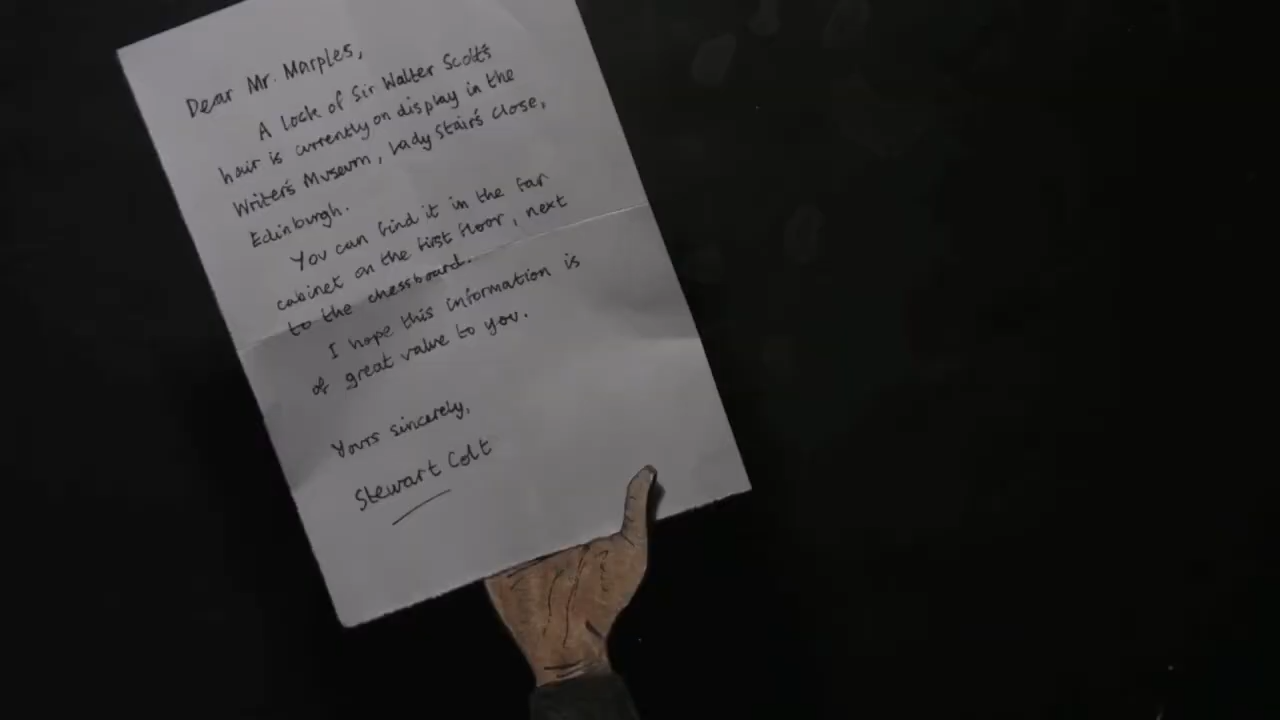 Dear Mr. Marples,
A lock of Sir Walter Scott's
hair is currently on display in the
Writer's Museum, Lady Stair's Close,
Edinburgh.
You can find it in the far
cabinet on the first floor, next
to the chessboard.
I hope this information is
of great value to you.
Yours sincerely,
Stewart Colt